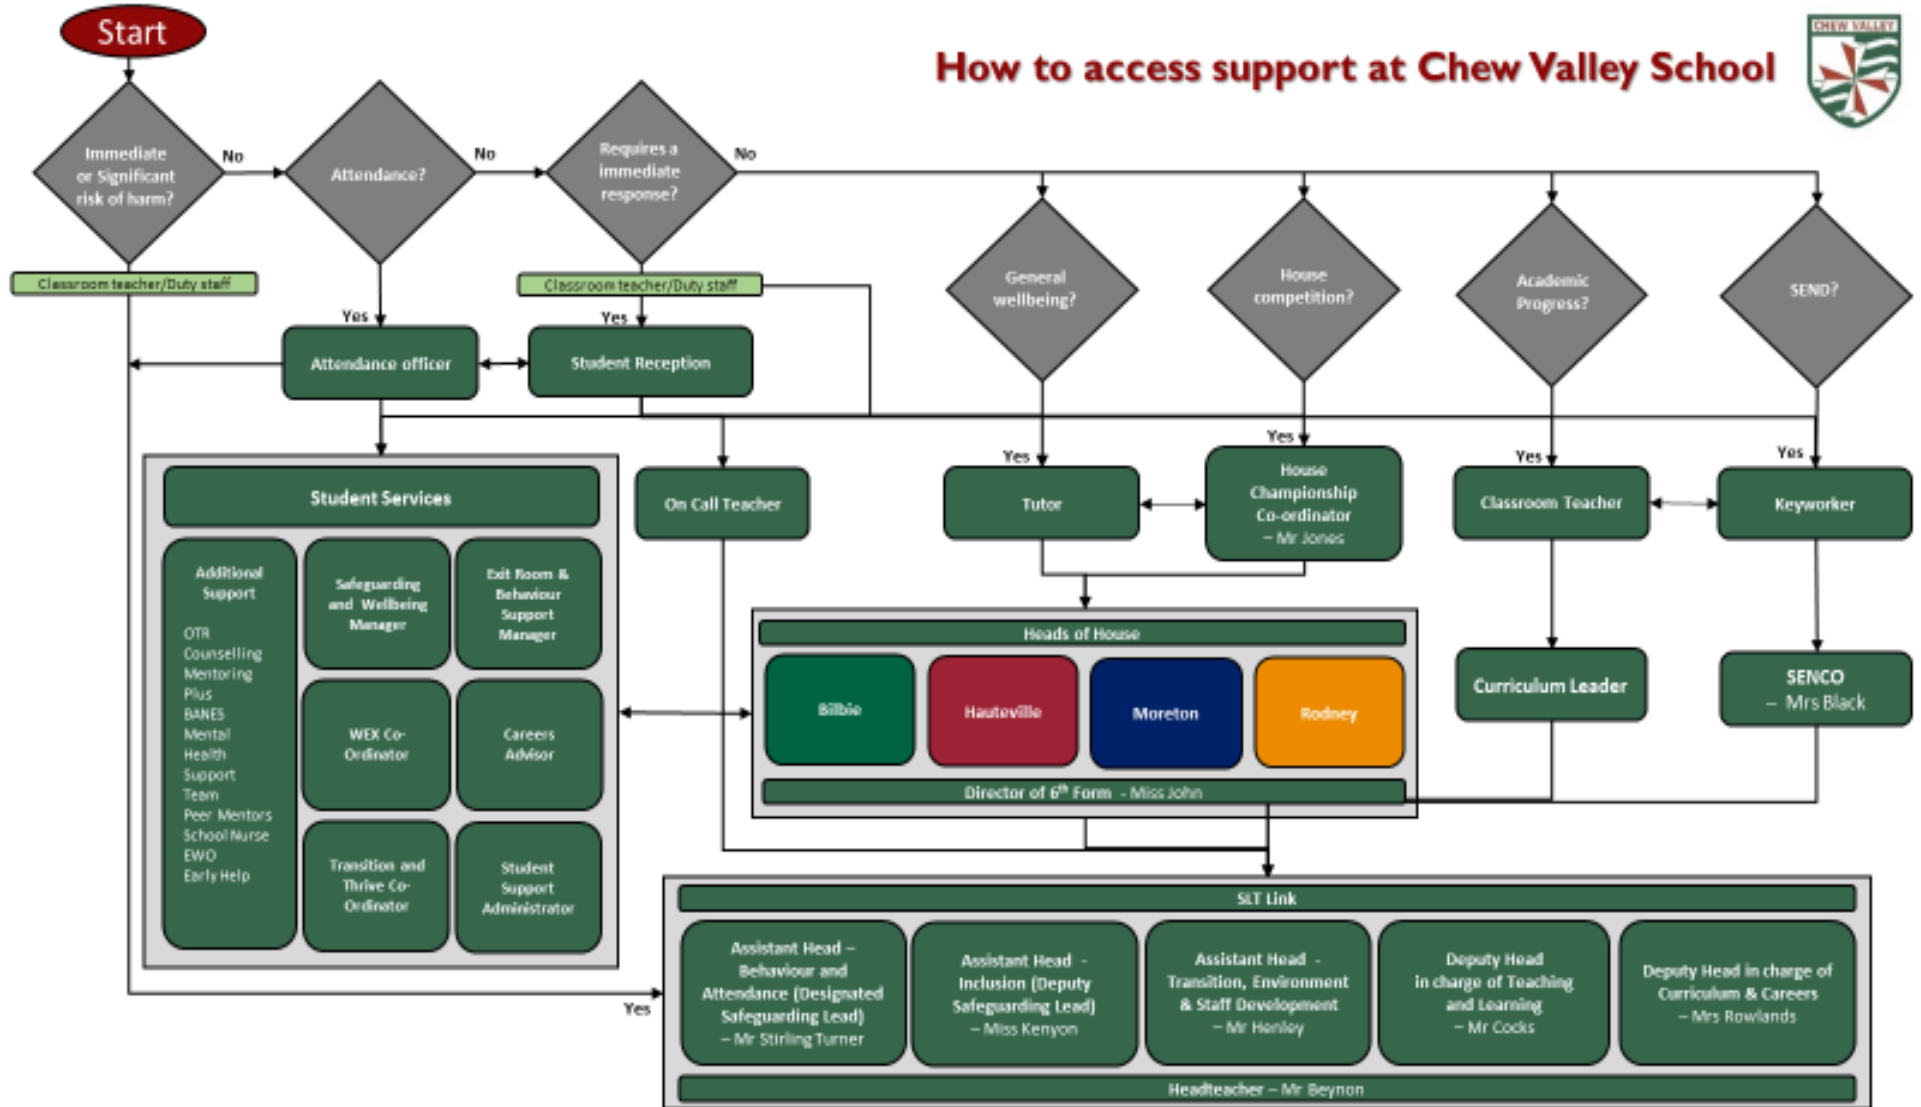 Start
How to access support at Chew Valley School
CHEW VALLEY
Immediate
or Significant
risk of harm?
No
Attendance?
No
Requires a
immediate
response?
No
General
wellbeing?
House
competition?
Academic
Progress?
SEND?
Classroom teacher/Duty staff
Classroom teacher/Duty staff
Yes
Attendance officer
Yes
Student Reception
Student Services
Additional
Support
OTR
Counselling
Mentoring
Plus
BANES
Mental
Health
Support
Team
Peer Mentors
School Nurse
EWO
Early Help
Safeguarding
and Wellbeing
Manager
Exit Room &
Behaviour
Support
Manager
WEX Co-
Ordinator
Careers
Advisor
Transition and
Thrive Co-
Ordinator
Student
Support
Administrator
On Call Teacher
Yes
Tutor
Yes
House
Championship
Co-ordinator
– Mr Jones
Yes
Classroom Teacher
Yes
Keyworker
Heads of House
Bilbie
Hauteville
Moreton
Rodney
Director of 6th Form - Miss John
Curriculum Leader
SENCO
– Mrs Black
Yes
SLT Link
Assistant Head –
Behaviour and
Attendance (Designated
Safeguarding Lead)
– Mr Stirling Turner
Assistant Head -
Inclusion (Deputy
Safeguarding Lead)
– Miss Kenyon
Assistant Head -
Transition, Environment
& Staff Development
– Mr Henley
Deputy Head
in charge of Teaching
and Learning
– Mr Cocks
Deputy Head in charge of
Curriculum & Careers
– Mrs Rowlands
Headteacher – Mr Beynon